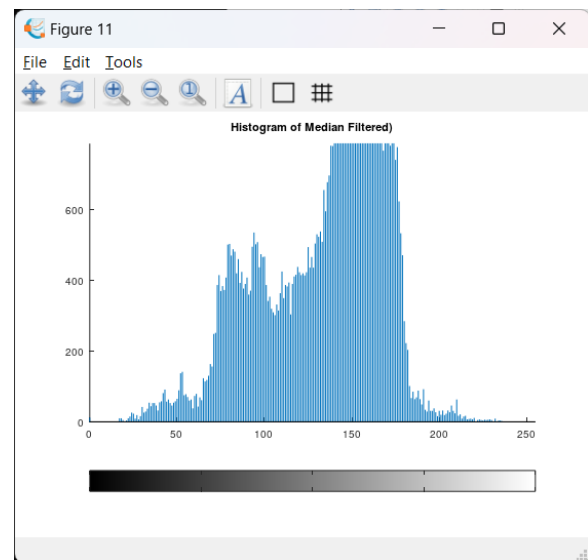 Figure 11
File Edit Tools
A
Histogram of Median Filtered)
600
400
200
0
0 50 100 150 200 250